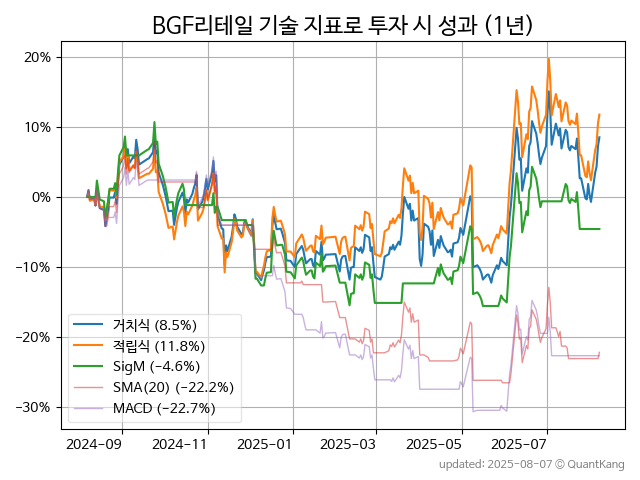 BGF리테일 기술 지표로 투자 시 성과 (1년)
20%
10%
0%
−10%
−20%
−30%
거치식 (8.5%)
적립식 (11.8%)
SigM (−4.6%)
SMA(20) (−22.2%)
MACD (−22.7%)
2024-09
2024-11
2025-01
2025-03
2025-05
2025-07
updated: 2025-08-07 © QuantKang